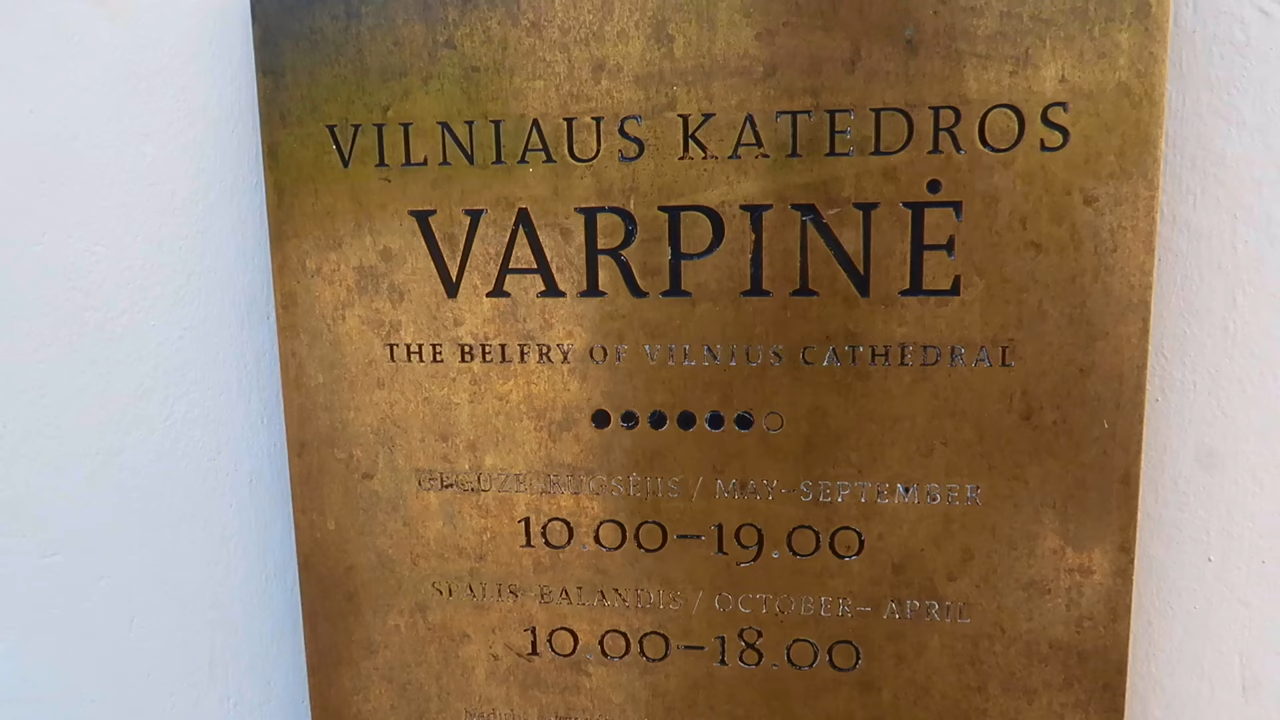 VILNIAUS KATEDROS
VARPINĖ
THE BELFRY OF VILNIUS CATHEDRAL
GEGUŽĖ–RUGSĖJIS / MAY–SEPTEMBER
10.00–19.00
SPALIS–BALANDIS / OCTOBER–APRIL
10.00–18.00